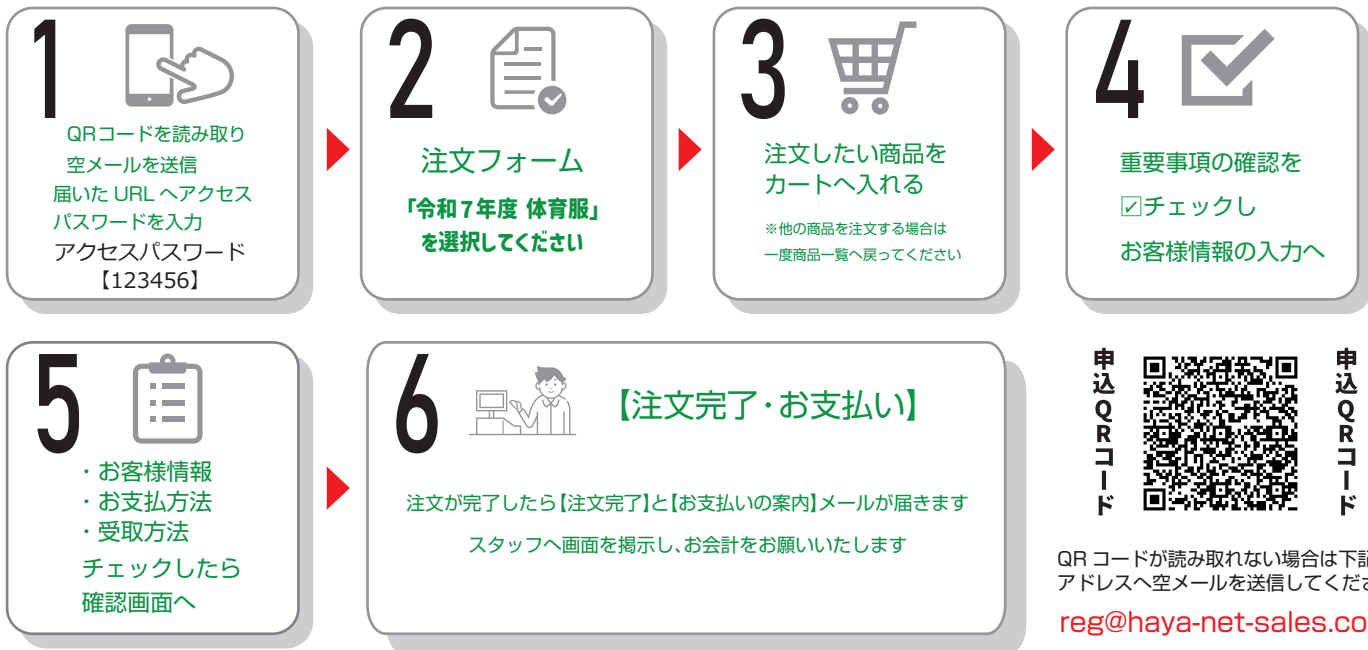 1
QRコードを読み取り
空メールを送信
届いた URL へアクセス
パスワードを入力
アクセスパスワード
【123456】
2
注文フォーム
「令和7年度 体育服」
を選択してください
3
注文したい商品を
カートへ入れる
※他の商品を注文する場合は
一度商品一覧へ戻ってください
4
重要事項の確認を
☑チェックし
お客様情報の入力へ
5
・お客様情報
・お支払方法
・受取方法
チェックしたら
確認画面へ
6
【注文完了・お支払い】
注文が完了したら【注文完了】と【お支払いの案内】メールが届きます
スタッフへ画面を掲示し、お会計をお願いいたします
申込QRコード
申込QRコード
QR コードが読み取れない場合は下記
アドレスへ空メールを送信してくださ
reg@haya-net-sales.co